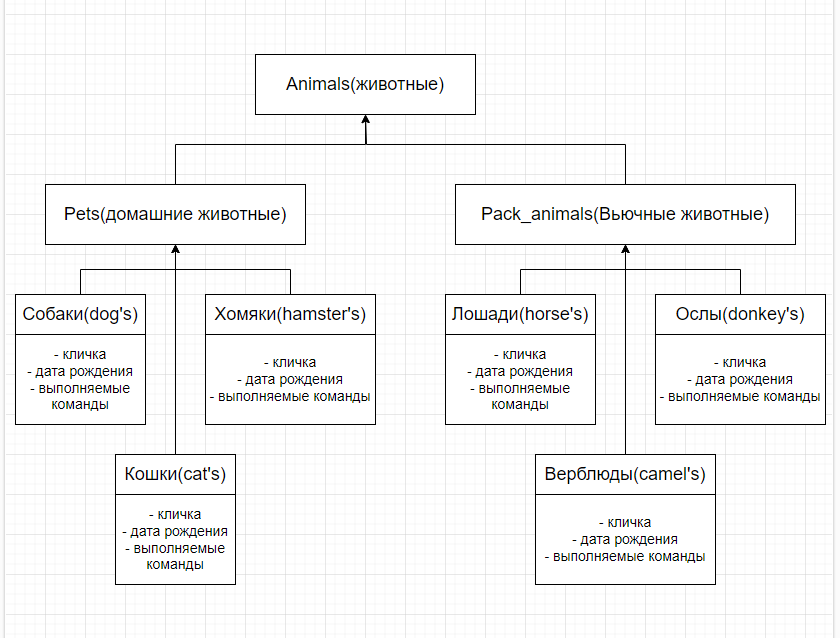 Animals(животные)
Pets(домашние животные)
Pack_animals(Вьючные животные)
Собаки(dog's)
- кличка
- дата рождения
- выполняемые
команды
Хомяки(hamster's)
- кличка
- дата рождения
- выполняемые команды
Лошади(horse's)
- кличка
- дата рождения
- выполняемые
команды
Ослы(donkey's)
- кличка
- дата рождения
- выполняемые команды
Кошки(cat's)
- кличка
- дата рождения
- выполняемые
команды
Верблюды(camel's)
- кличка
- дата рождения
- выполняемые команды